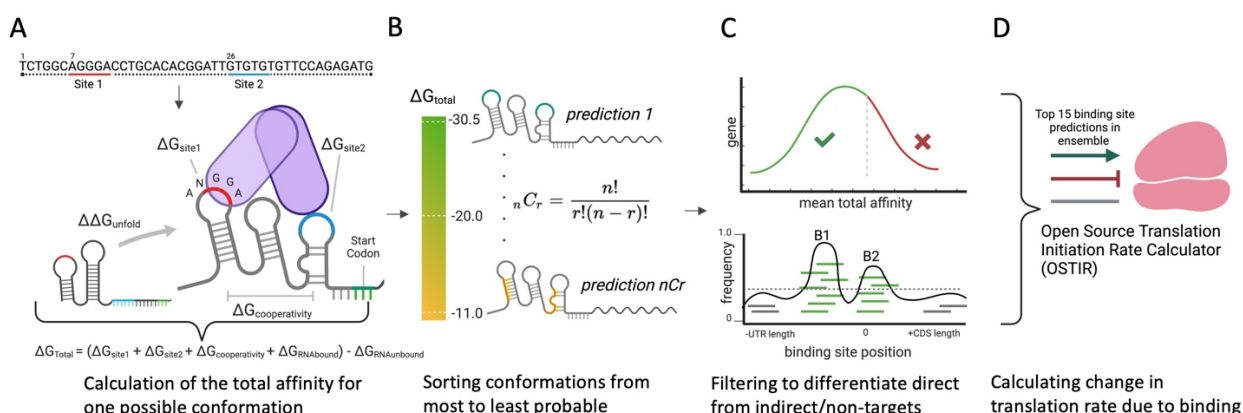 A
1 7 26
TCTGGCAGGGACCTGCACACGGATTGTGTGTGTTCCAGAGATG
Site 1 Site 2
ΔG_site1
ΔG_site2
A N G G A
ΔΔG_unfold
Start
Codon
ΔG_cooperativity
ΔG_Total = (ΔG_site1 + ΔG_site2 + ΔG_cooperativity + ΔG_RNAbound) - ΔG_RNAunbound
Calculation of the total affinity for
one possible conformation
B
ΔG_total
-30.5
-20.0
-11.0
prediction 1
nCr = n! / r!(n − r)!
prediction nCr
Sorting conformations from
most to least probable
C
gene
mean total affinity
1.0
frequency
0
B1
B2
-UTR length 0 +CDS length
binding site position
Filtering to differentiate direct
from indirect/non-targets
D
Top 15 binding site
predictions in
ensemble
Open Source Translation
Initiation Rate Calculator
(OSTIR)
Calculating change in
translation rate due to binding